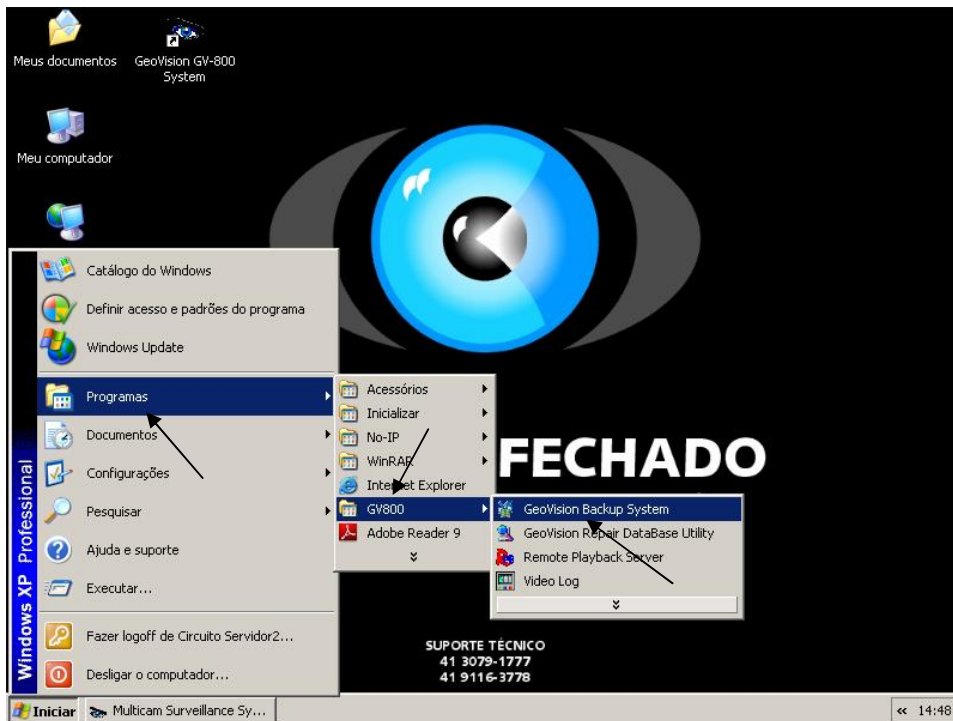 Meus documentos
GeoVision GV-800
System
Meu computador
Windows XP Professional
Catálogo do Windows
Definir acesso e padrões do programa
Windows Update
Programas
Documentos
Configurações
Pesquisar
Ajuda e suporte
Executar...
Fazer logoff de Circuito Servidor2...
Desligar o computador...
Acessórios
Inicializar
No-IP
WinRAR
Internet Explorer
GV800
Adobe Reader 9
GeoVision Backup System
GeoVision Repair DataBase Utility
Remote Playback Server
Video Log
FECHADO
SUPORTE TÉCNICO
41 3079-1777
41 9116-3778
Iniciar
Multicam Surveillance Sy...
« 14:48